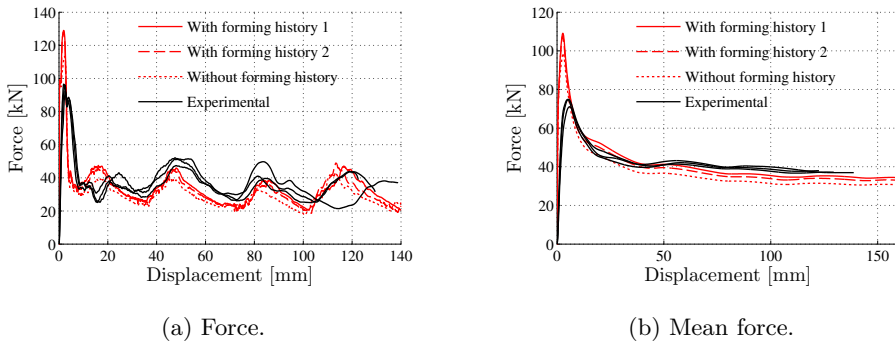 140
120
100
80
60
40
20
0
Force [kN]
With forming history 1
With forming history 2
Without forming history
Experimental
0 20 40 60 80 100 120 140
Displacement [mm]
(a) Force.
120
100
80
60
40
20
0
Force [kN]
With forming history 1
With forming history 2
Without forming history
Experimental
0 50 100 150
Displacement [mm]
(b) Mean force.